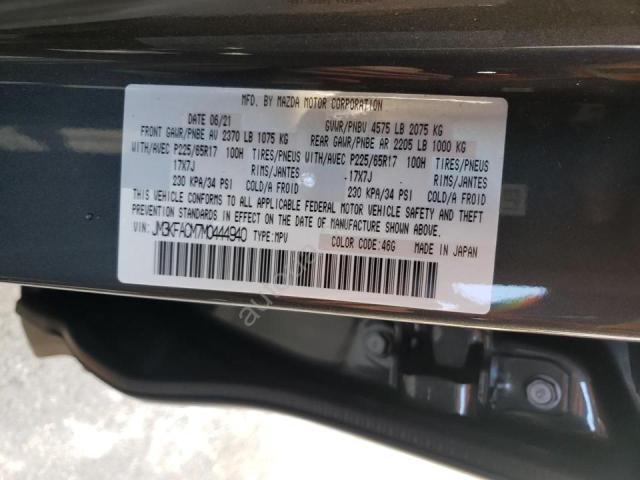 MFD. BY MAZDA MOTOR CORPORATION
DATE 06/21 GVWR/PNBV 4575 LB 2075 KG
FRONT GAWR/PNBE AV 2370 LB 1075 KG REAR GAWR/PNBE AR 2205 LB 1000 KG
WITH/AVEC P225/65R17 100H TIRES/PNEUS WITH/AVEC P225/65R17 100H TIRES/PNEUS
17X7J RIMS/JANTES 17X7J RIMS/JANTES
230 KPA/34 PSI COLD/A FROID 230 KPA/34 PSI COLD/A FROID
THIS VEHICLE CONFORMS TO ALL APPLICABLE FEDERAL MOTOR VEHICLE SAFETY AND THEFT
PREVENTION STANDARDS IN EFFECT ON THE DATE OF MANUFACTURE SHOWN ABOVE.
VIN: JM3KFACM7M0444940 TYPE: MPV COLOR CODE: 46G MADE IN JAPAN